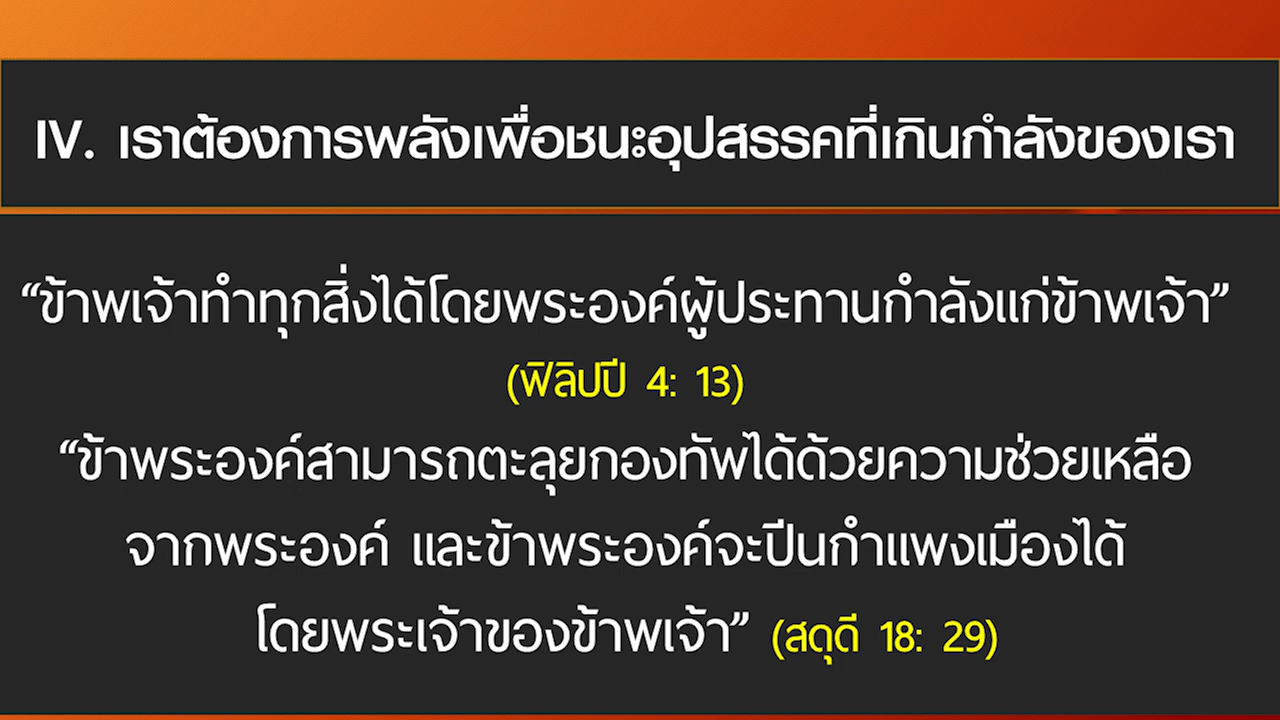 IV. เราต้องการพลังเพื่อชนะอุปสรรคที่เกินกำลังของเรา
“ข้าพเจ้าทำทุกสิ่งได้โดยพระองค์ผู้ประทานกำลังแก่ข้าพเจ้า”
(ฟิลิปปี 4: 13)
“ข้าพระองค์สามารถตะลุยกองทัพได้ด้วยความช่วยเหลือ
จากพระองค์ และข้าพระองค์จะปีนกำแพงเมืองได้
โดยพระเจ้าของข้าพเจ้า” (สดุดี 18: 29)